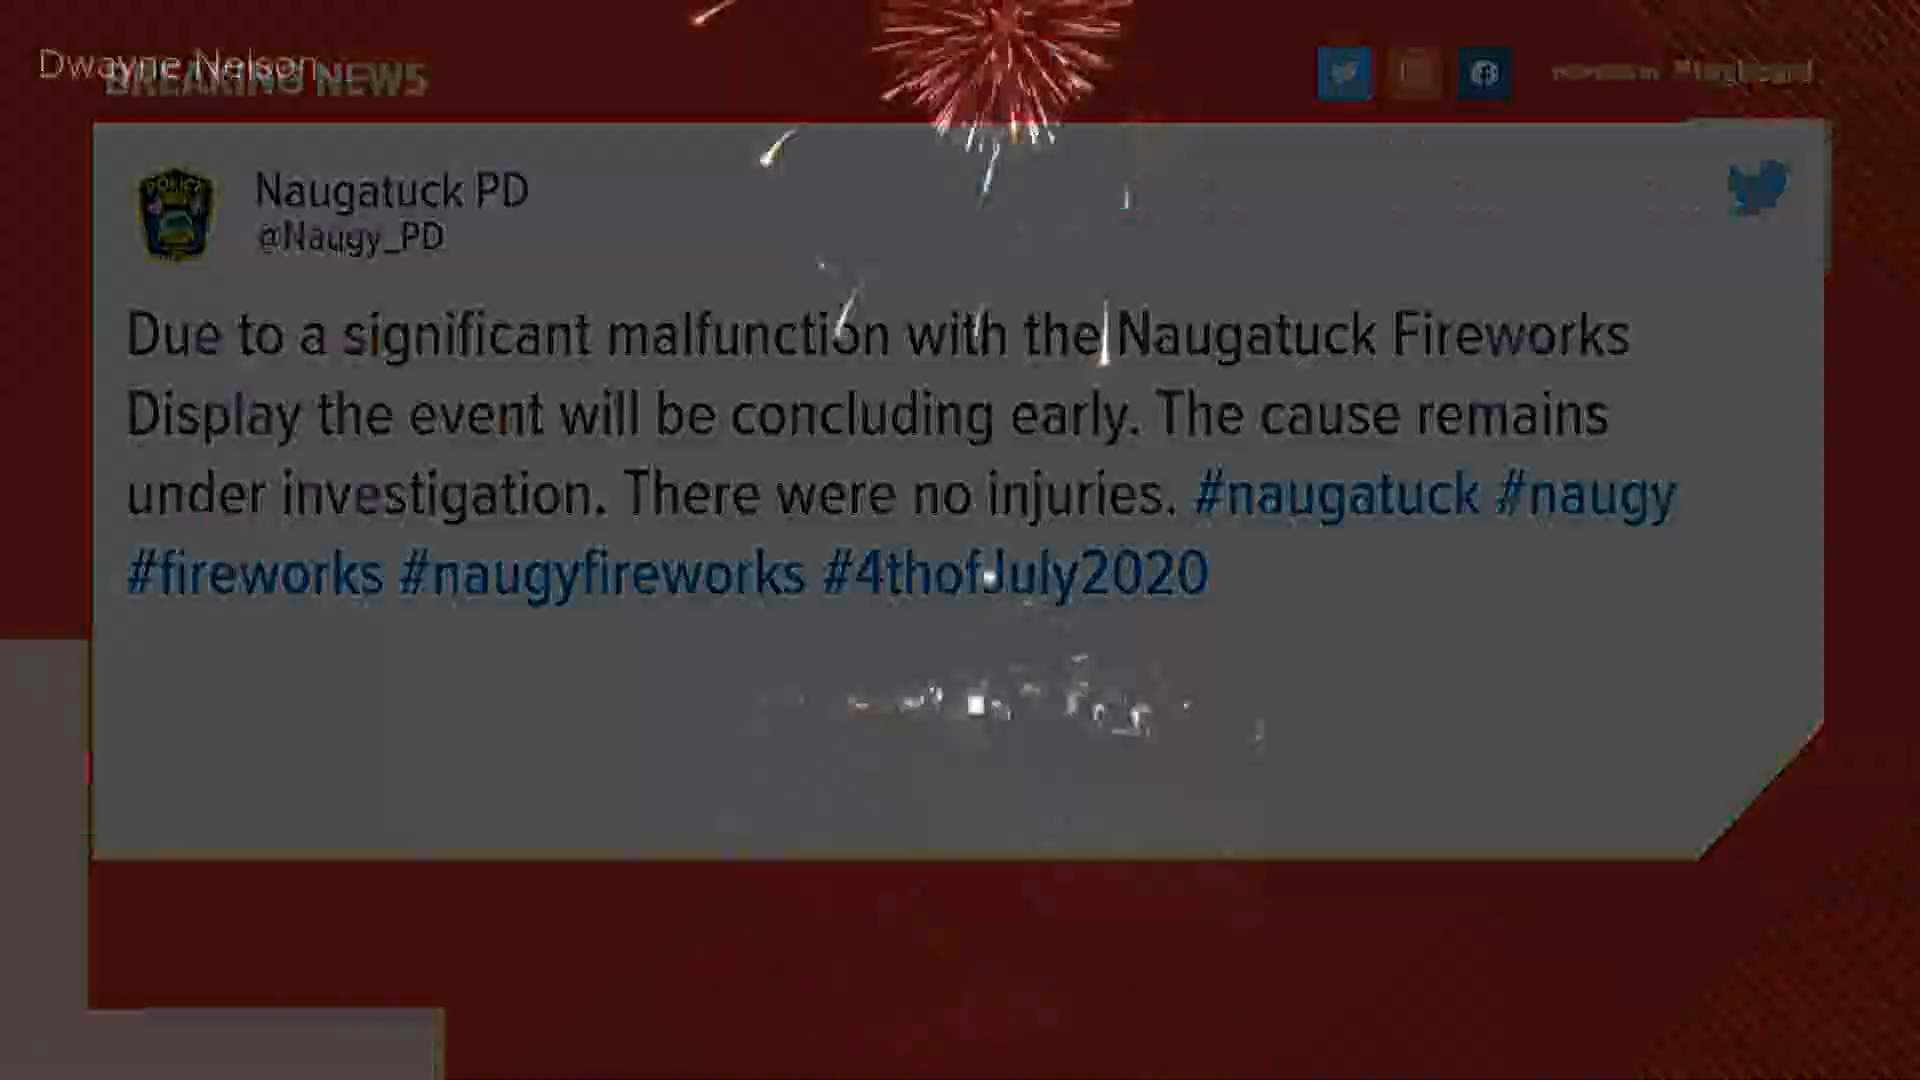 Dwayne Nelson
BREAKING NEWS
POLICE
Naugatuck PD
@Naugy_PD
Due to a significant malfunction with the Naugatuck Fireworks
Display the event will be concluding early. The cause remains
under investigation. There were no injuries. #naugatuck #naugy
#fireworks #naugyfireworks #4thofJuly2020